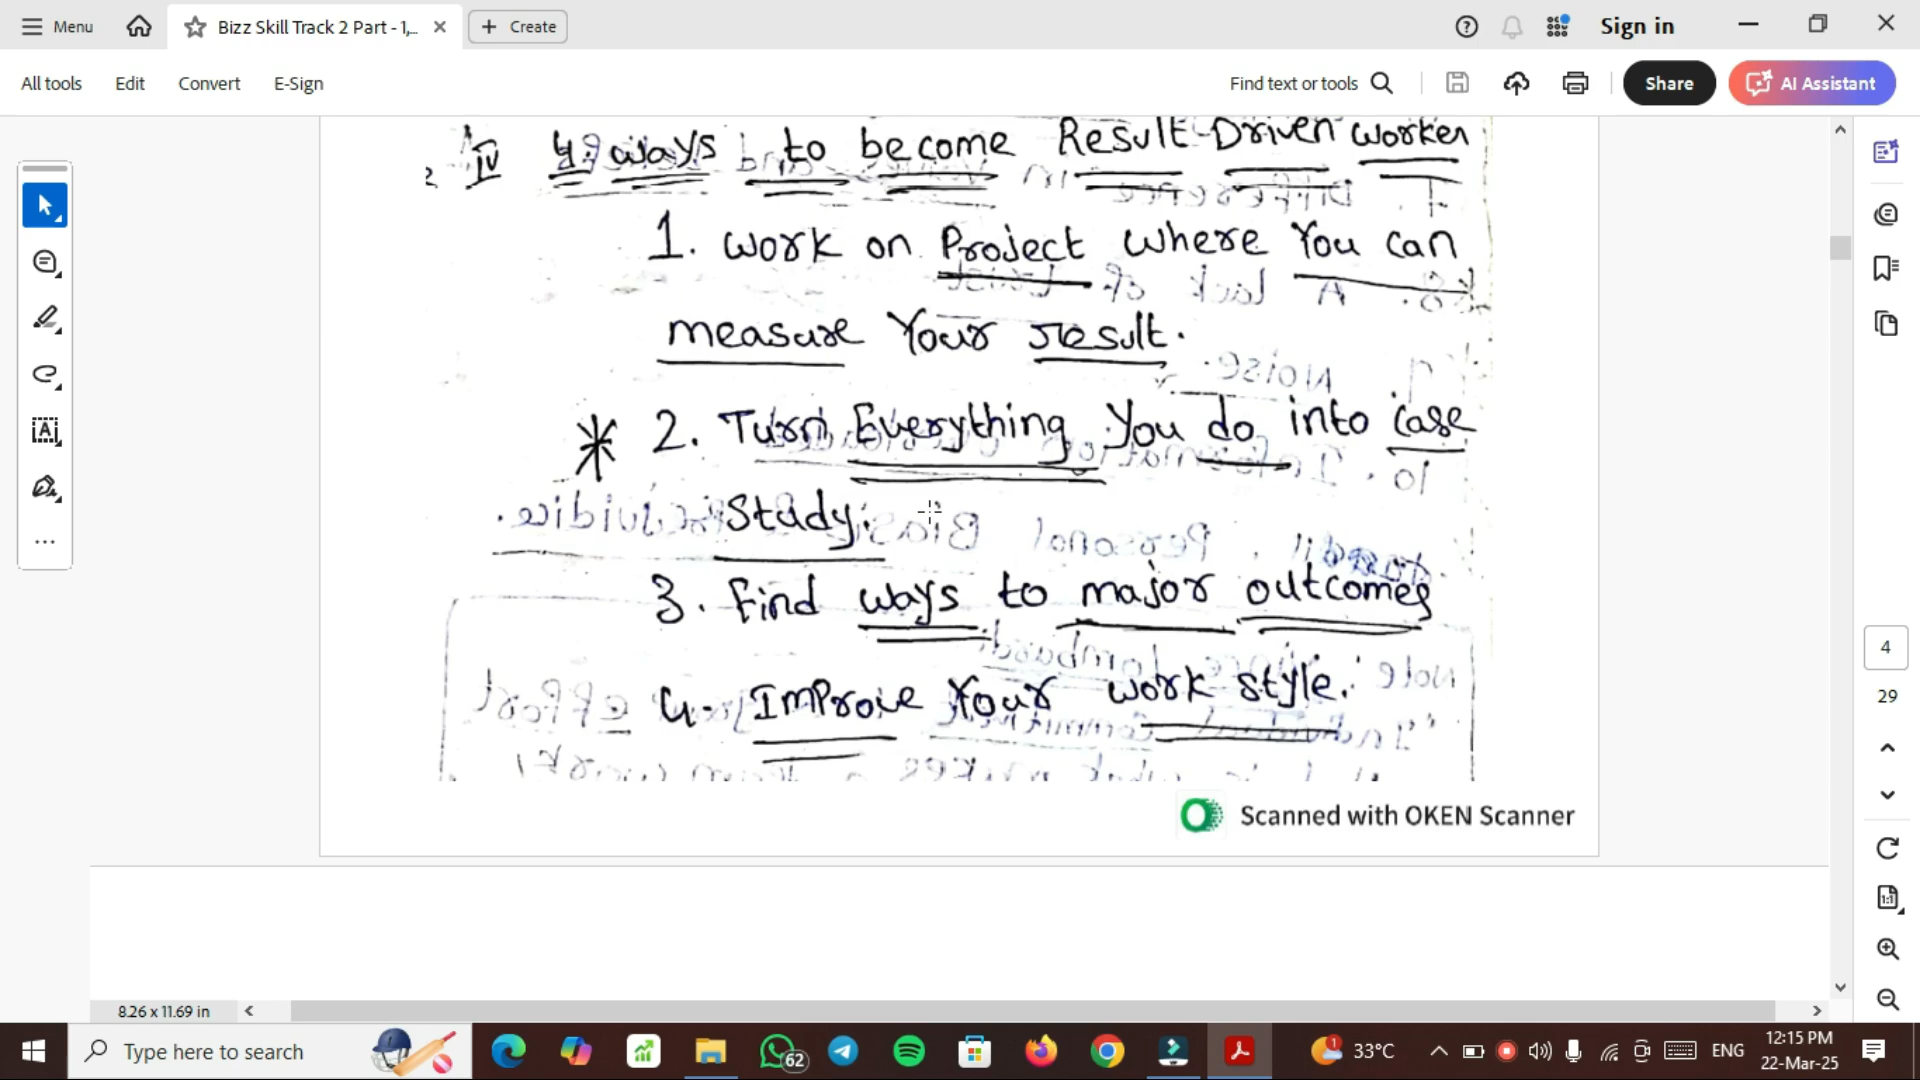 Menu
Bizz Skill Track 2 Part - 1,...
Create
Sign in
All tools
Edit
Convert
E-Sign
Find text or tools
Share
AI Assistant
IV 4 ways to become Result-Driven worker
1. work on Project where You can
measure Your result.
* 2. Turn Everything You do into case
Study.
3. Find ways to major outcomes
4. Improve Your work style.
Scanned with OKEN Scanner
4
29
8.26 x 11.69 in
Type here to search
62
33°C
ENG
12:15 PM
22-Mar-25